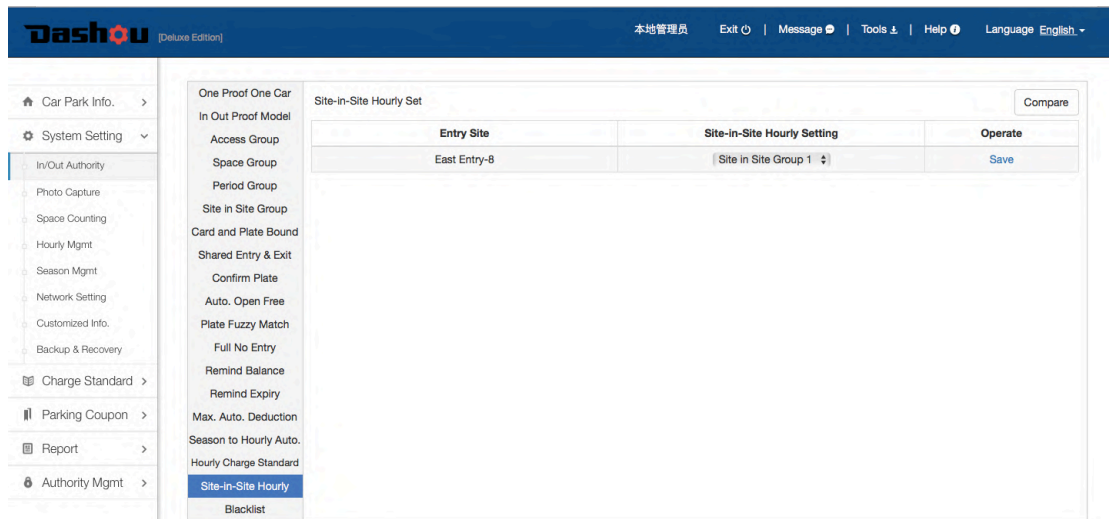 Dashou [Deluxe Edition] 本地管理员 Exit | Message | Tools | Help Language English
Car Park Info.
System Setting
In/Out Authority
Photo Capture
Space Counting
Hourly Mgmt
Season Mgmt
Network Setting
Customized Info.
Backup & Recovery
Charge Standard
Parking Coupon
Report
Authority Mgmt
One Proof One Car
In Out Proof Model
Access Group
Space Group
Period Group
Site in Site Group
Card and Plate Bound
Shared Entry & Exit
Confirm Plate
Auto. Open Free
Plate Fuzzy Match
Full No Entry
Remind Balance
Remind Expiry
Max. Auto. Deduction
Season to Hourly Auto.
Hourly Charge Standard
Site-in-Site Hourly
Blacklist
Site-in-Site Hourly Set Compare
Entry Site Site-in-Site Hourly Setting Operate
East Entry-8 Site in Site Group 1 Save